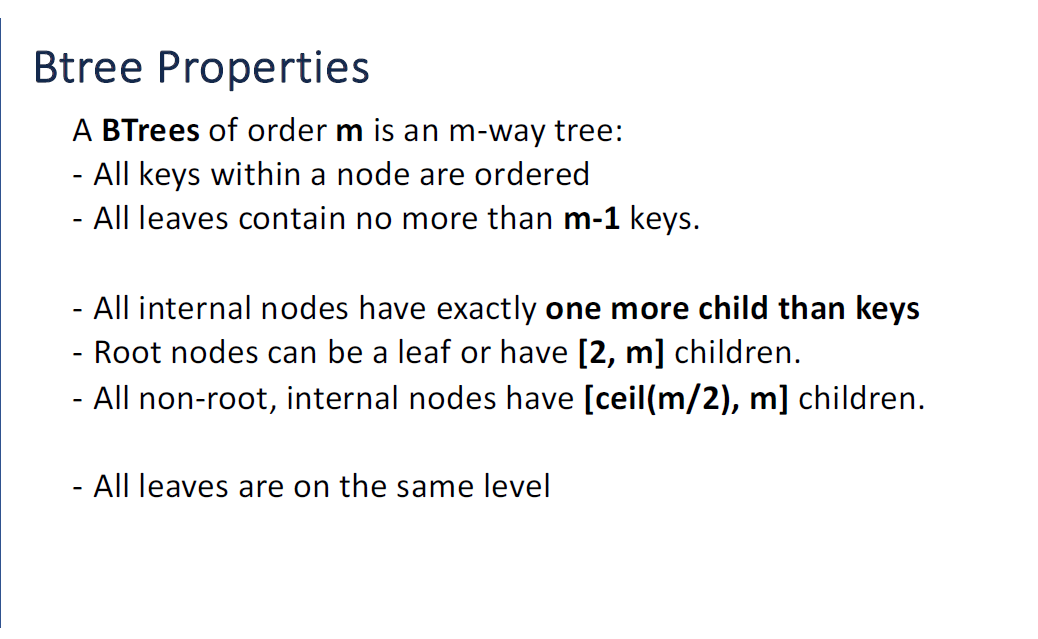 Btree Properties
A BTrees of order m is an m-way tree:
- All keys within a node are ordered
- All leaves contain no more than m-1 keys.
- All internal nodes have exactly one more child than keys
- Root nodes can be a leaf or have [2, m] children.
- All non-root, internal nodes have [ceil(m/2), m] children.
- All leaves are on the same level